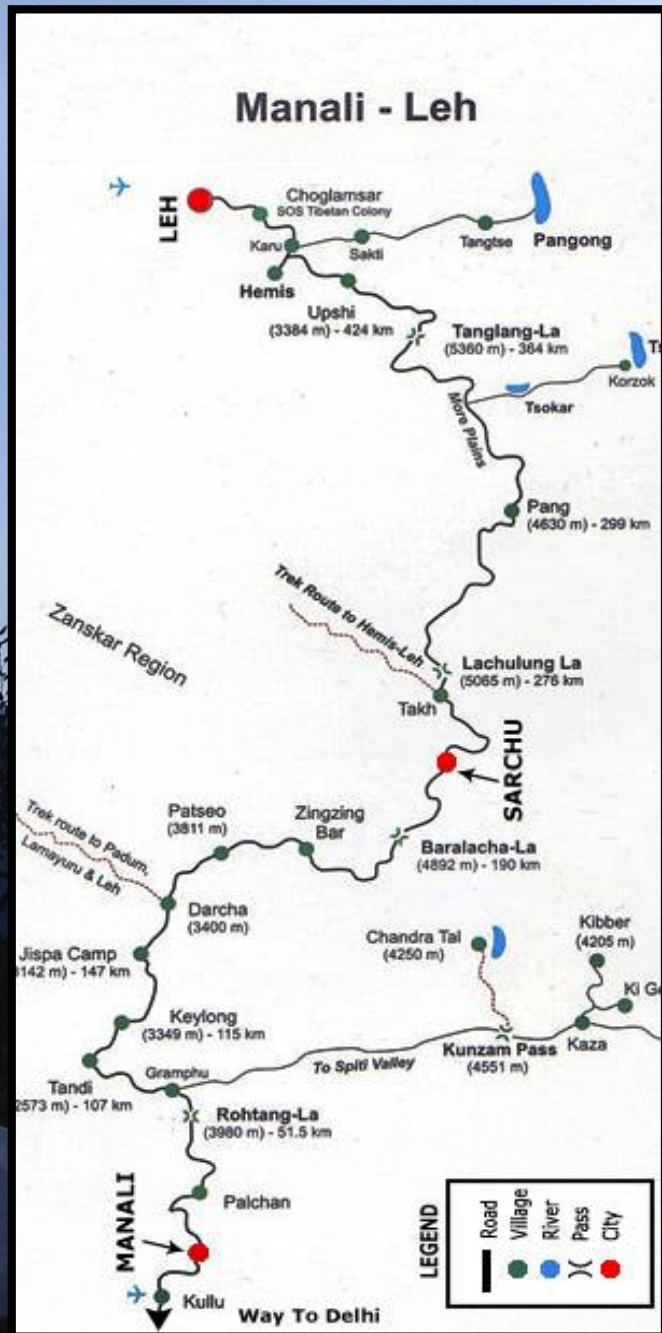 Manali - Leh
LEH
Choglamsar
SOS Tibetan Colony
Karu
Sakti
Tangtse
Pangong
Hemis
Upshi
(3384 m) - 424 km
Tanglang-La
(5360 m) - 364 km
Ts
Korzok
Tsokar
More Plains
Pang
(4630 m) - 299 km
Trek Route to Hemis-Leh
Zanskar Region
Lachulung La
(5065 m) - 276 km
Takh
SARCHU
Patseo
(3811 m)
Zingzing
Bar
Baralacha-La
(4892 m) - 190 km
Trek route to Padum,
Lamayuru & Leh
Darcha
(3400 m)
Chandra Tal
(4250 m)
Kibber
(4205 m)
Jispa Camp
3142 m) - 147 km
Ki Go
Keylong
(3349 m) - 115 km
Kunzam Pass
(4551 m)
Kaza
To Spiti Valley
Gramphu
Tandi
2573 m) - 107 km
Rohtang-La
(3980 m) - 51.5 km
Palchan
MANALI
Kullu
Way To Delhi
LEGEND
Road
Village
River
Pass
City